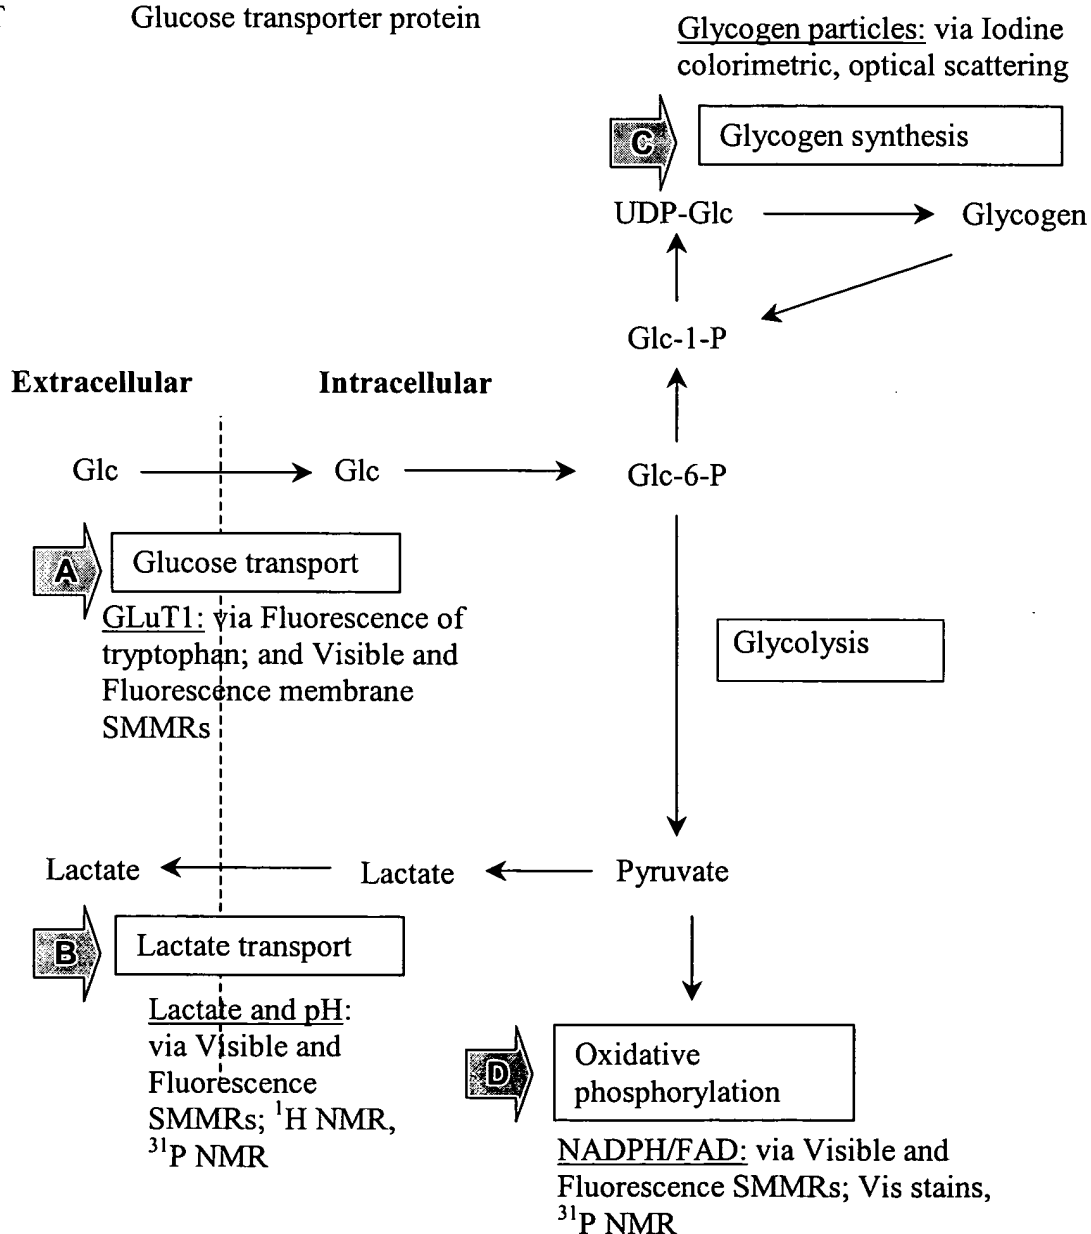 Glucose transporter protein
Glycogen particles: via Iodine
colorimetric, optical scattering
C
Glycogen synthesis
UDP-Glc
Glycogen
Glc-1-P
Extracellular
Intracellular
Glc
Glc
Glc-6-P
A
Glucose transport
GLuT1: via Fluorescence of
tryptophan; and Visible and
Fluorescence membrane
SMMRs
Glycolysis
Lactate
Lactate
Pyruvate
B
Lactate transport
Lactate and pH:
via Visible and
Fluorescence
SMMRs; ¹H NMR,
³¹P NMR
D
Oxidative
phosphorylation
NADPH/FAD: via Visible and
Fluorescence SMMRs; Vis stains,
³¹P NMR